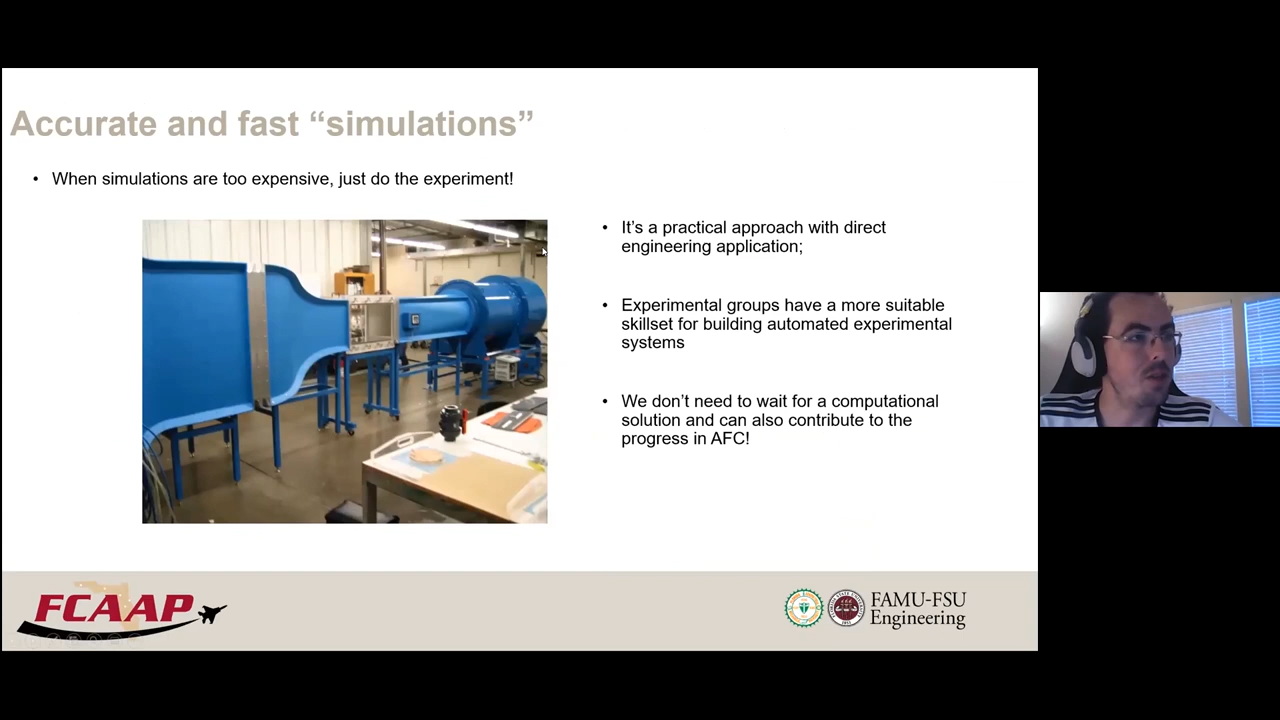 Accurate and fast “simulations”
• When simulations are too expensive, just do the experiment!
• It’s a practical approach with direct
engineering application;
• Experimental groups have a more suitable
skillset for building automated experimental
systems
• We don’t need to wait for a computational
solution and can also contribute to the
progress in AFC!
FCAAP
FAMU-FSU
Engineering